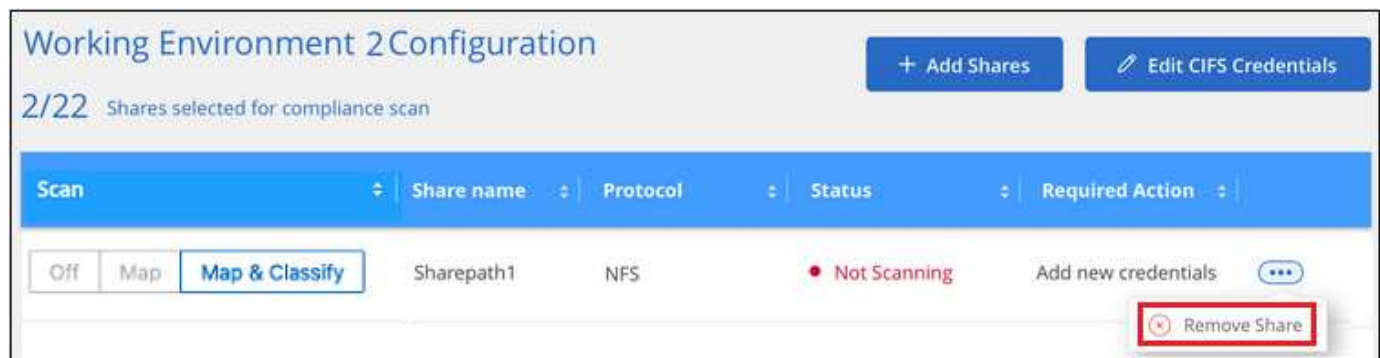 Working Environment 2 Configuration
+ Add Shares
Edit CIFS Credentials
2/22 Shares selected for compliance scan
Scan Share name Protocol Status Required Action
Off Map Map & Classify Sharepath1 NFS Not Scanning Add new credentials
Remove Share